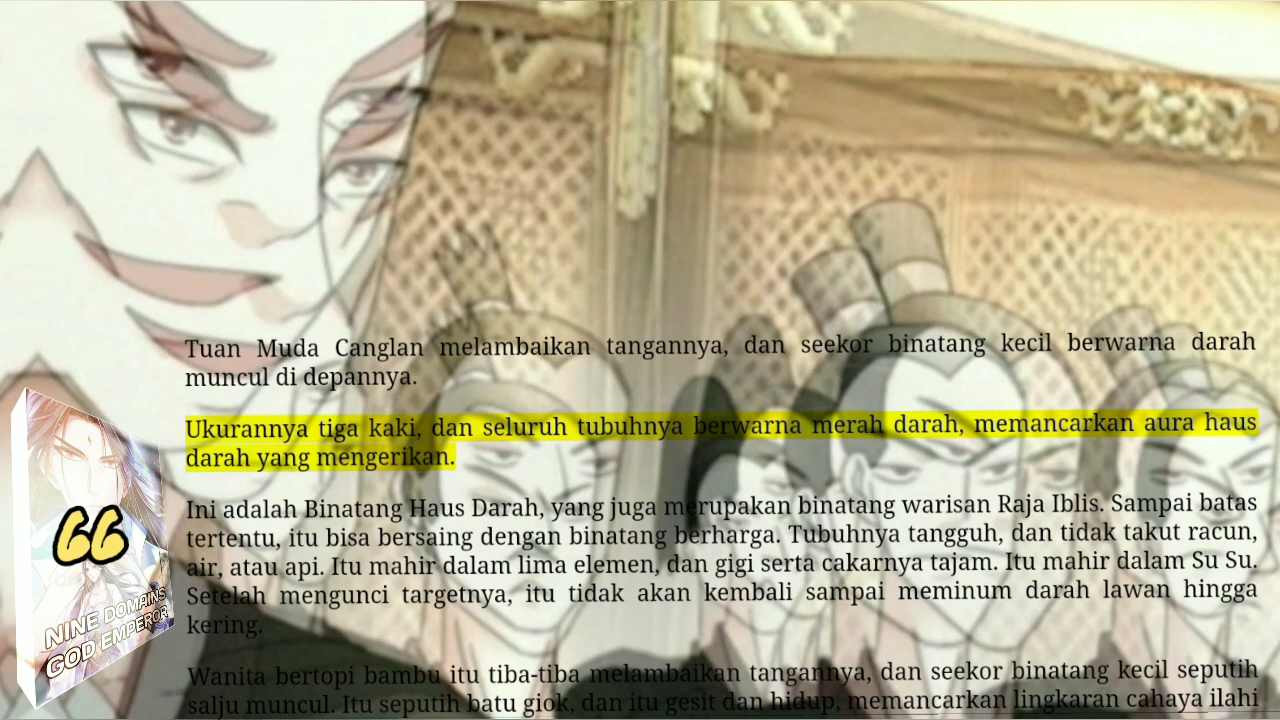 Tuan Muda Canglan melambaikan tangannya, dan seekor binatang kecil berwarna darah
muncul di depannya.
Ukurannya tiga kaki, dan seluruh tubuhnya berwarna merah darah, memancarkan aura haus
darah yang mengerikan.
Ini adalah Binatang Haus Darah, yang juga merupakan binatang warisan Raja Iblis. Sampai batas
tertentu, itu bisa bersaing dengan binatang berharga. Tubuhnya tangguh, dan tidak takut racun,
air, atau api. Itu mahir dalam lima elemen, dan gigi serta cakarnya tajam. Itu mahir dalam Su Su.
Setelah mengunci targetnya, itu tidak akan kembali sampai meminum darah lawan hingga
kering.
Wanita bertopi bambu itu tiba-tiba melambaikan tangannya, dan seekor binatang kecil seputih
salju muncul. Itu seputih batu giok, dan itu gesit dan hidup, memancarkan lingkaran cahaya ilahi
66
NINE DOMAINS
GOD EMPEROR